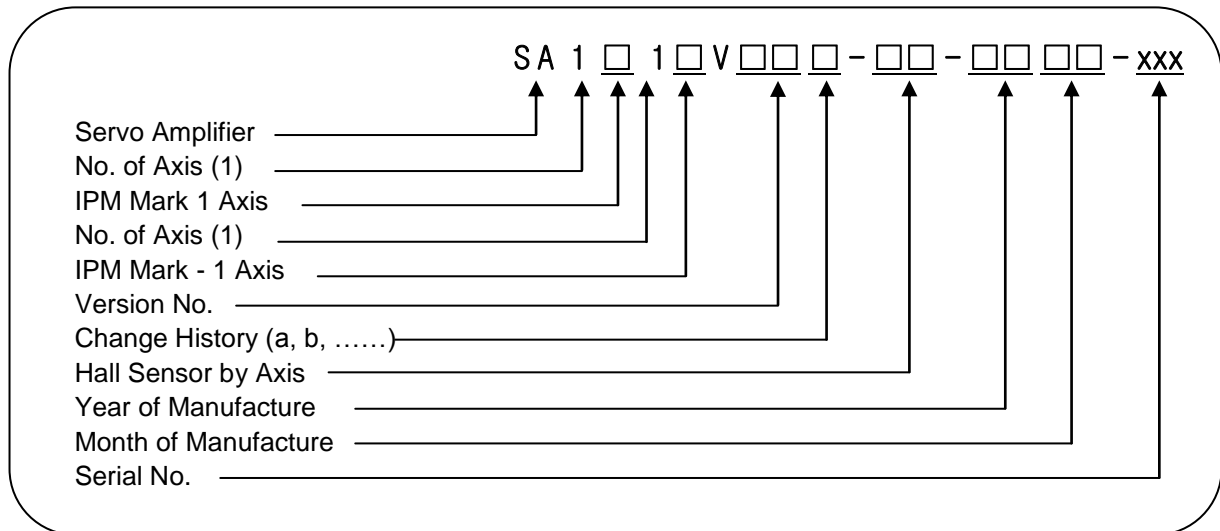 SA1□1□V□□□-□□-□□□□-xxx
Servo Amplifier
No. of Axis (1)
IPM Mark 1 Axis
No. of Axis (1)
IPM Mark - 1 Axis
Version No.
Change History (a, b, ……)
Hall Sensor by Axis
Year of Manufacture
Month of Manufacture
Serial No.